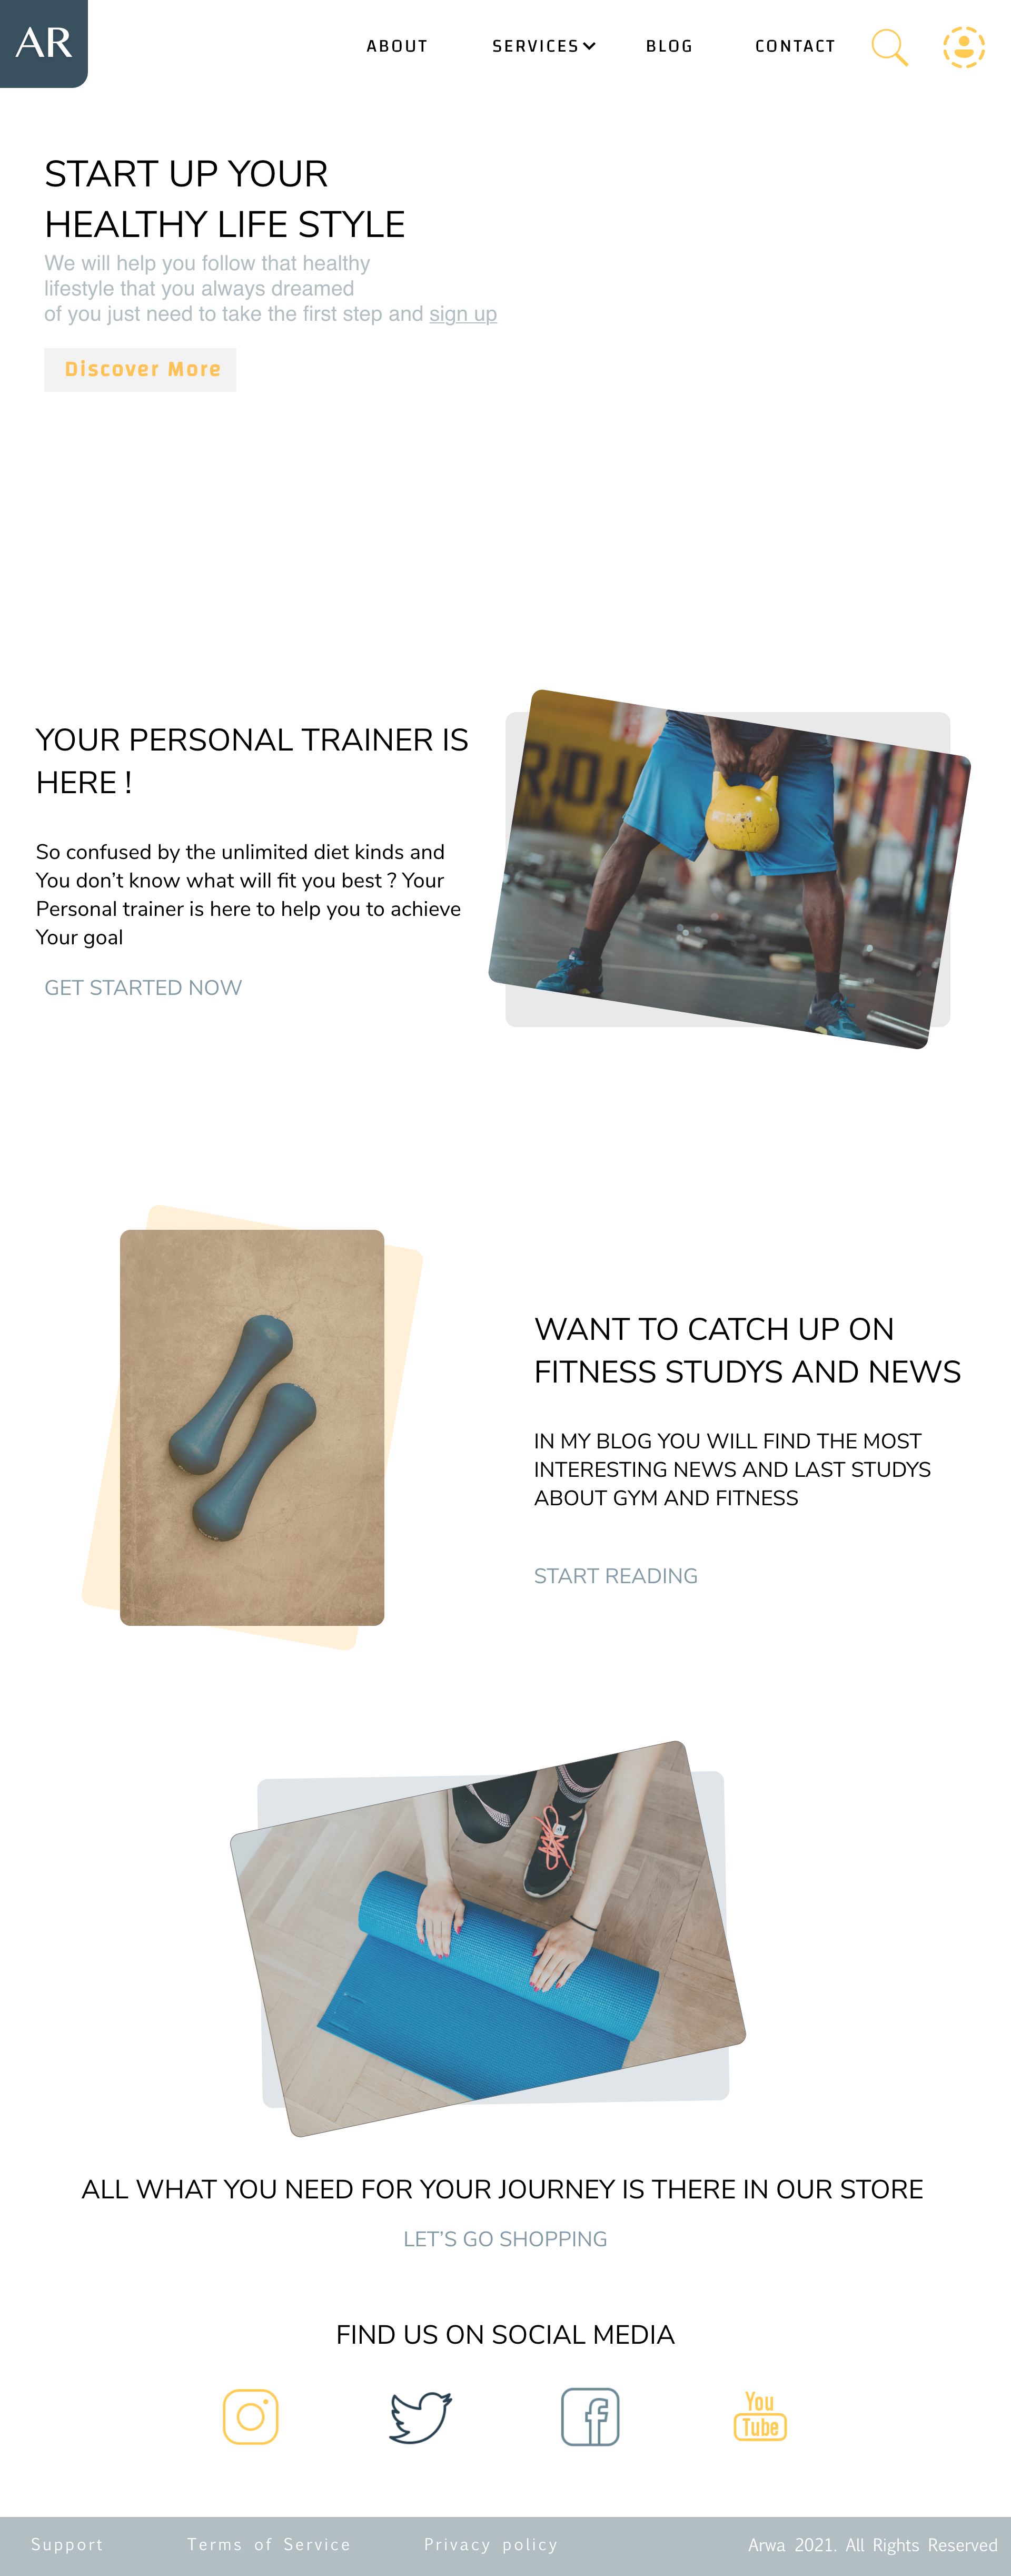 AR
ABOUT
SERVICES
BLOG
CONTACT
START UP YOUR
HEALTHY LIFE STYLE
We will help you follow that healthy
lifestyle that you always dreamed
of you just need to take the first step and sign up
Discover More
YOUR PERSONAL TRAINER IS
HERE !
So confused by the unlimited diet kinds and
You don’t know what will fit you best ? Your
Personal trainer is here to help you to achieve
Your goal
GET STARTED NOW
WANT TO CATCH UP ON
FITNESS STUDYS AND NEWS
IN MY BLOG YOU WILL FIND THE MOST
INTERESTING NEWS AND LAST STUDYS
ABOUT GYM AND FITNESS
START READING
ALL WHAT YOU NEED FOR YOUR JOURNEY IS THERE IN OUR STORE
LET’S GO SHOPPING
FIND US ON SOCIAL MEDIA
You
Tube
Support
Terms of Service
Privacy policy
Arwa 2021. All Rights Reserved